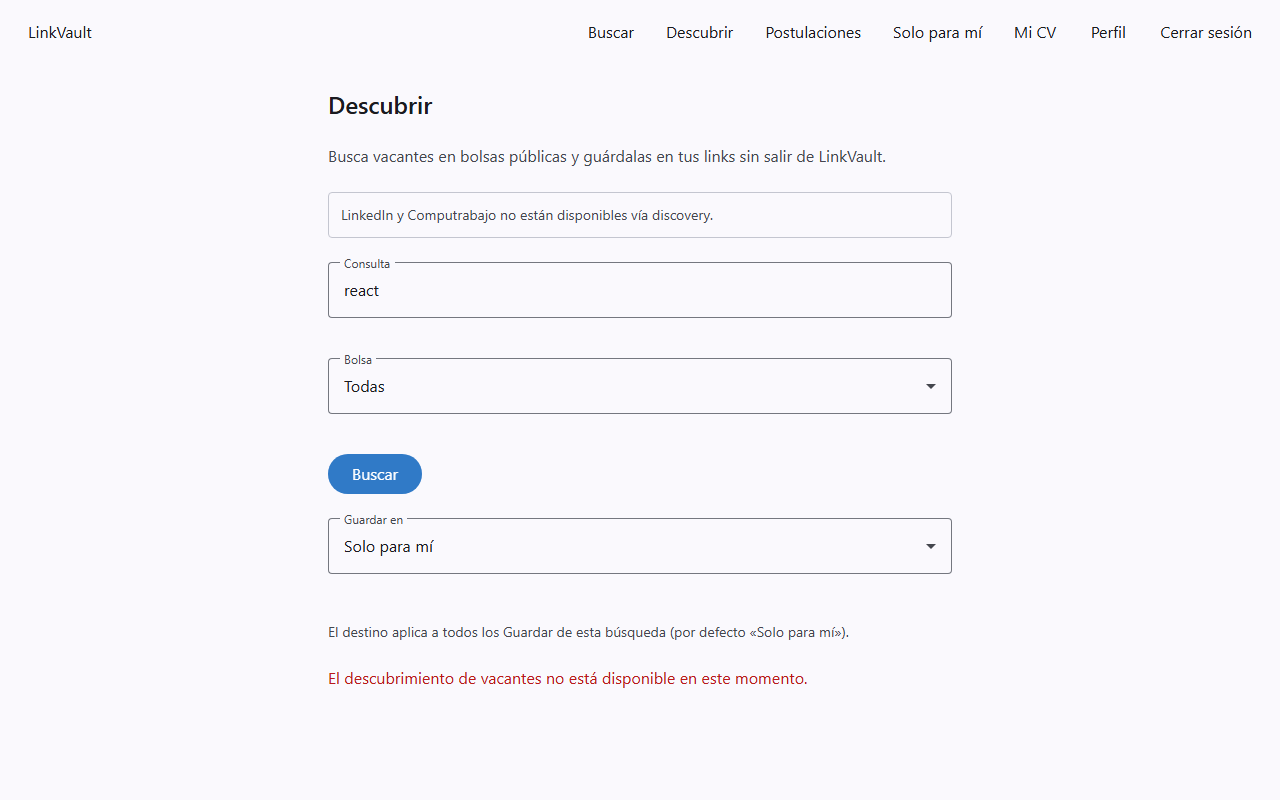 LinkVault
Buscar
Descubrir
Postulaciones
Solo para mí
Mi CV
Perfil
Cerrar sesión
Descubrir
Busca vacantes en bolsas públicas y guárdalas en tus links sin salir de LinkVault.
LinkedIn y Computrabajo no están disponibles vía discovery.
Consulta
react
Bolsa
Todas
Buscar
Guardar en
Solo para mí
El destino aplica a todos los Guardar de esta búsqueda (por defecto «Solo para mí»).
El descubrimiento de vacantes no está disponible en este momento.